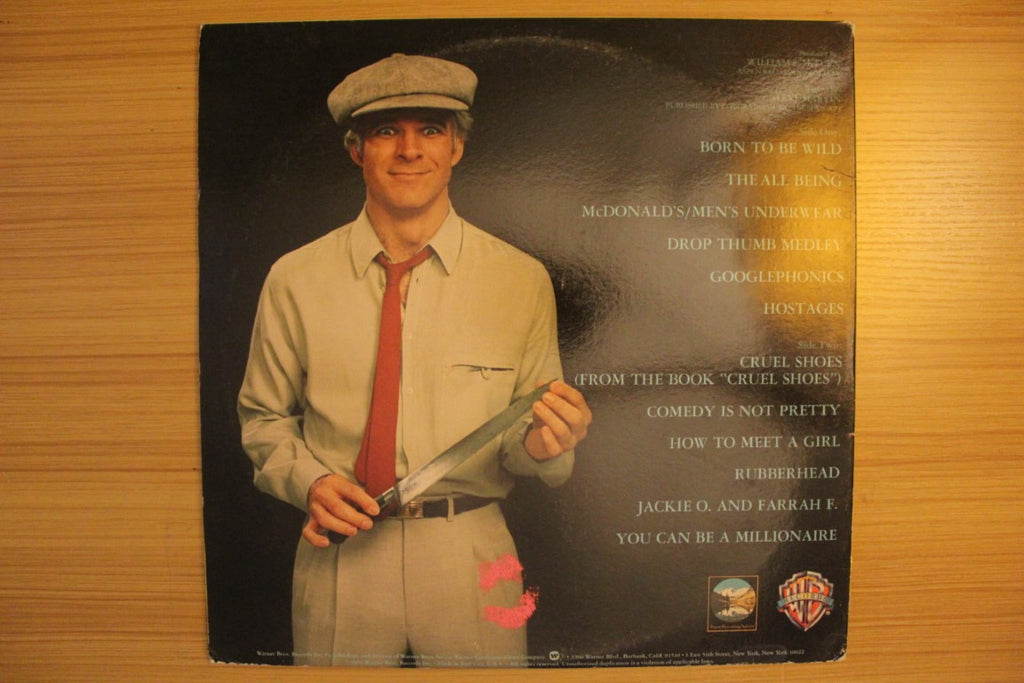 Side One:
BORN TO BE WILD
THE ALL BEING
McDONALD'S/MEN'S UNDERWEAR
DROP THUMB MEDLEY
GOOGLEPHONICS
HOSTAGES
Side Two:
CRUEL SHOES
(FROM THE BOOK "CRUEL SHOES")
COMEDY IS NOT PRETTY
HOW TO MEET A GIRL
RUBBERHEAD
JACKIE O. AND FARRAH F.
YOU CAN BE A MILLIONAIRE
WB
RECORDS